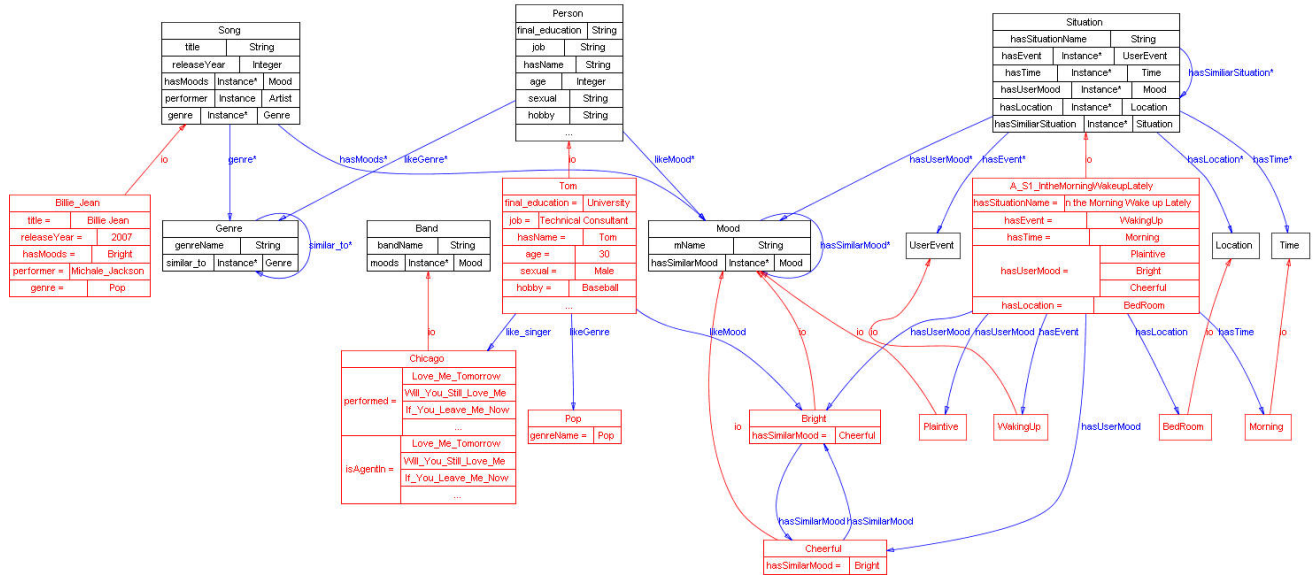 Song
title String
releaseYear Integer
hasMoods Instance* Mood
performer Instance Artist
genre Instance* Genre
Person
final_education String
job String
hasName String
age Integer
sexual String
hobby String
...
Situation
hasSituationName String
hasEvent Instance* UserEvent
hasTime Instance* Time
hasUserMood Instance* Mood
hasLocation Instance* Location
hasSimiliarSituation Instance* Situation
hasSimiliarSituation*
io
genre*
hasMoods*
likeGenre*
io
likeMood*
hasUserMood*
hasEvent*
io
hasLocation*
hasTime*
Billie_Jean
title = Billie Jean
releaseYear = 2007
hasMoods = Bright
performer = Michale_Jackson
genre = Pop
Genre
genreName String
similar_to Instance* Genre
similar_to*
Band
bandName String
moods Instance* Mood
Tom
final_education = University
job = Technical Consultant
hasName = Tom
age = 30
sexual = Male
hobby = Baseball
...
Mood
mName String
hasSimilarMood Instance* Mood
hasSimilarMood*
UserEvent
A_S1_IntheMorningWakeupLately
hasSituationName = n the Morning Wake up Lately
hasEvent = WakingUp
hasTime = Morning
hasUserMood = Plaintive
Bright
Cheerful
hasLocation = BedRoom
Location
Time
io
like_singer
likeGenre
likeMood
io
io
io
hasUserMood
hasUserMood
hasEvent
hasLocation
io
hasTime
io
Chicago
performed = Love_Me_Tomorrow
Will_You_Still_Love_Me
If_You_Leave_Me_Now
...
isAgentIn = Love_Me_Tomorrow
Will_You_Still_Love_Me
If_You_Leave_Me_Now
...
Pop
genreName = Pop
io
Bright
hasSimilarMood = Cheerful
Plaintive
WakingUp
hasUserMood
BedRoom
Morning
hasSimilarMood
hasSimilarMood
Cheerful
hasSimilarMood = Bright